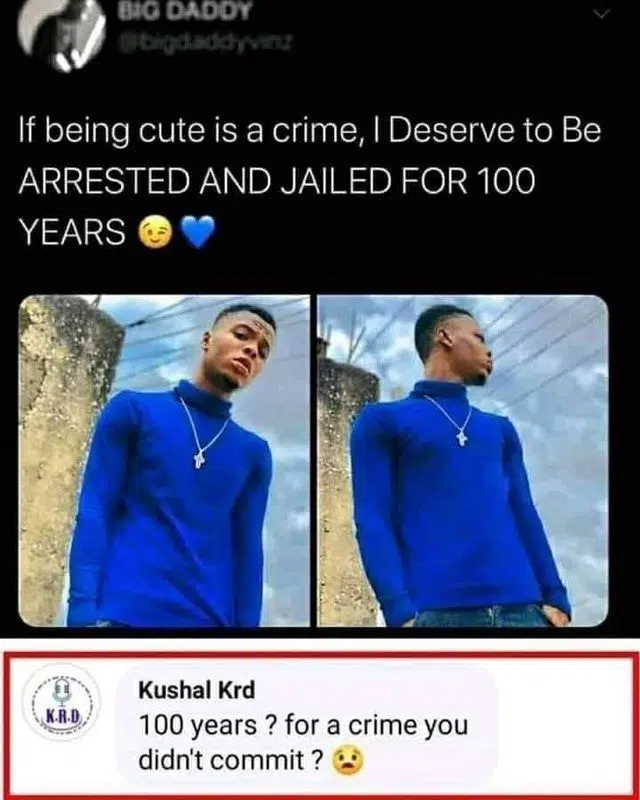 BIG DADDY
@bigdaddyvinz
If being cute is a crime, I Deserve to Be
ARRESTED AND JAILED FOR 100
YEARS 😉💙
K.R.D
Kushal Krd
100 years ? for a crime you
didn't commit ? 😧